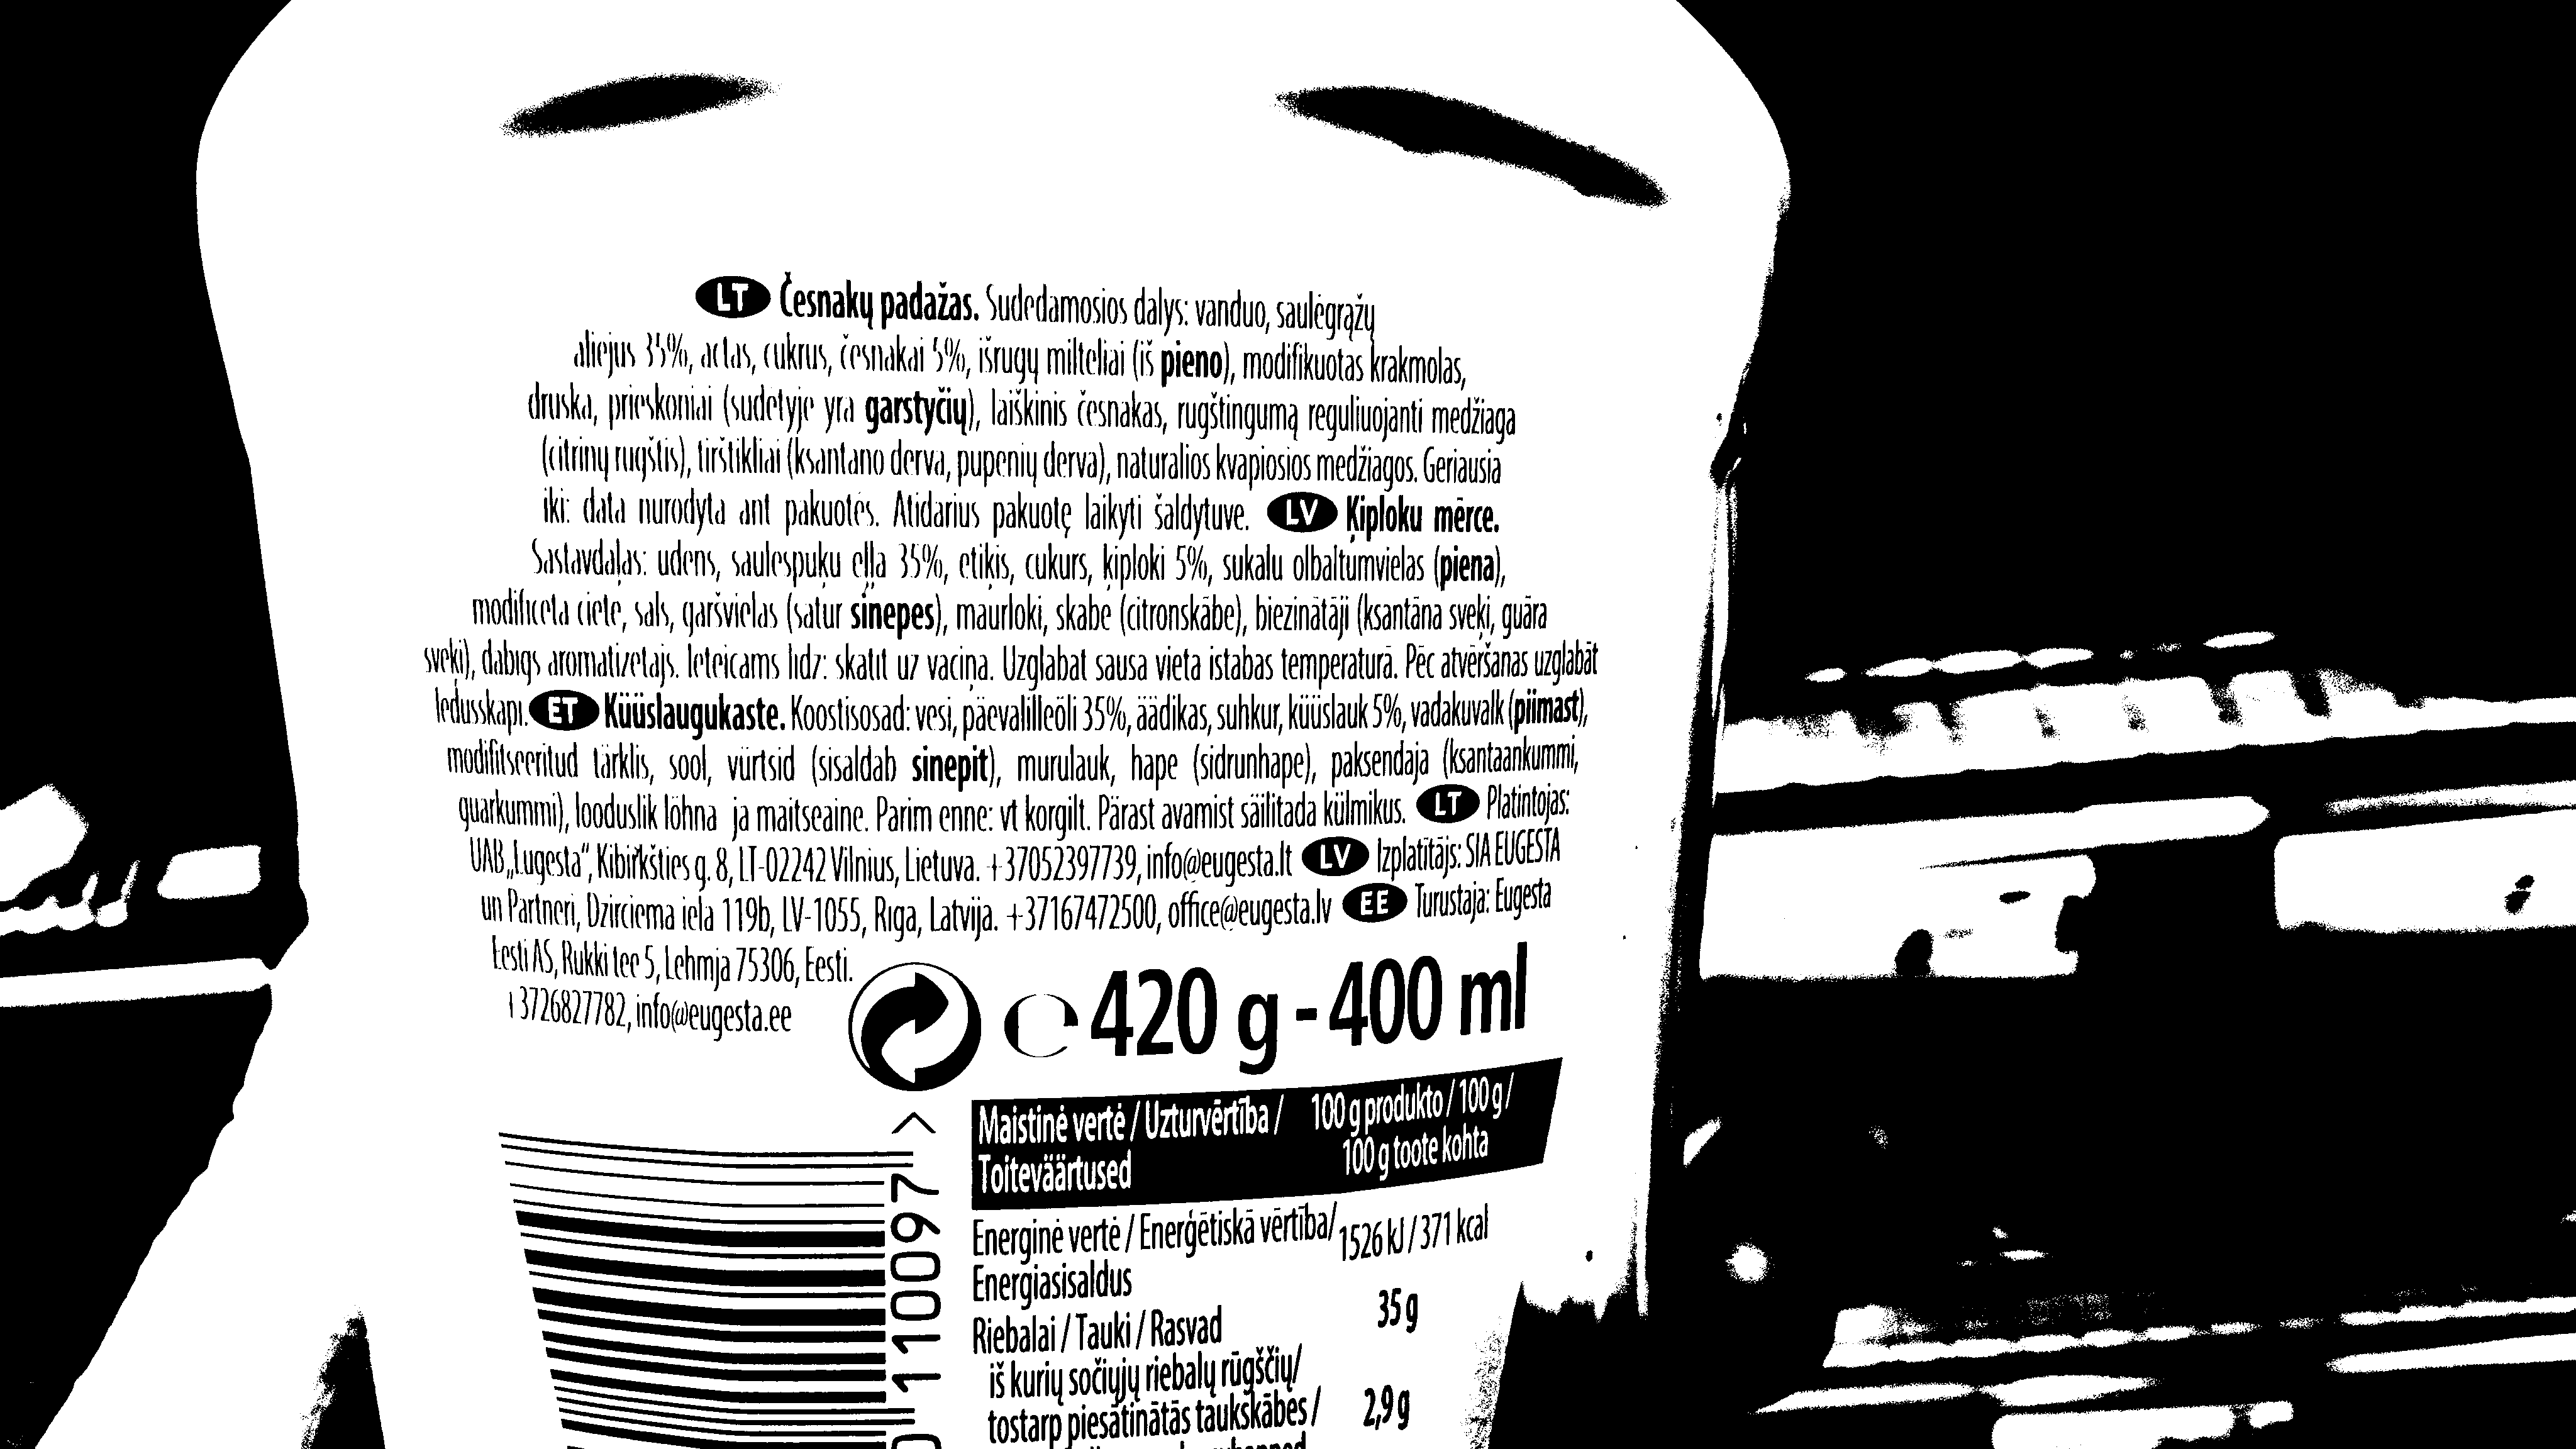 LT Česnakų padažas. Sudedamosios dalys: vanduo, saulėgrąžų
aliejus 35%, actas, cukrus, česnakai 5%, išrūgų milteliai (iš pieno), modifikuotas krakmolas,
druska, prieskoniai (sudėtyje yra garstyčių), laiškinis česnakas, rūgštingumą reguliuojanti medžiaga
(citrinų rūgštis), tirštikliai (ksantano derva, pupenių derva), naturalios kvapiosios medžiagos. Geriausia
iki: data nurodyta ant pakuotės. Atidarius pakuotę laikyti šaldytuve. LV Ķiploku mērce.
Sastāvdaļas: ūdens, saulespuķu eļļa 35%, etiķis, cukurs, ķiploki 5%, sūkalu olbaltumvielas (piena),
modificēta ciete, sāls, garšvielas (satur sinepes), maurloki, skābe (citronskābe), biezinātāji (ksantāna sveķi, guāra
sveķi), dabīgs aromatizētājs. Ieteicams līdz: skatīt uz vāciņa. Uzglabāt sausā vietā istabas temperatūrā. Pēc atvēršanas uzglabāt
ledusskapī. ET Küüslaugukaste. Koostisosad: vesi, päevalilleõli 35%, äädikas, suhkur, küüslauk 5%, vadakuvalk (piimast),
modifitseeritud tärklis, sool, vürtsid (sisaldab sinepit), murulauk, hape (sidrunhape), paksendaja (ksantaankummi,
guarkummi), looduslik lõhna ja maitseaine. Parim enne: vt korgilt. Pärast avamist säilitada külmikus. LT Platintojas:
UAB „Eugesta“, Kibirkšties g. 8, LT-02242 Vilnius, Lietuva. +37052397739, info@eugesta.lt LV Izplatītājs: SIA EUGESTA
un Partneri, Dzirciema iela 119b, LV-1055, Rīga, Latvija. +37167472500, office@eugesta.lv EE Turustaja: Eugesta
Eesti AS, Rukki tee 5, Lehmja 75306, Eesti.
+3726827782, info@eugesta.ee
℮ 420 g - 400 ml
Maistinė vertė / Uzturvērtība / 100 g produkto / 100 g /
Toiteväärtused 100 g toote kohta
Energinė vertė / Enerģētiskā vērtība/ 1526 kJ / 371 kcal
Energiasisaldus
Riebalai / Tauki / Rasvad 35 g
iš kurių sočiųjų riebalų rūgščių/
tostarp piesātinātās taukskābes / 2,9 g
110097 >